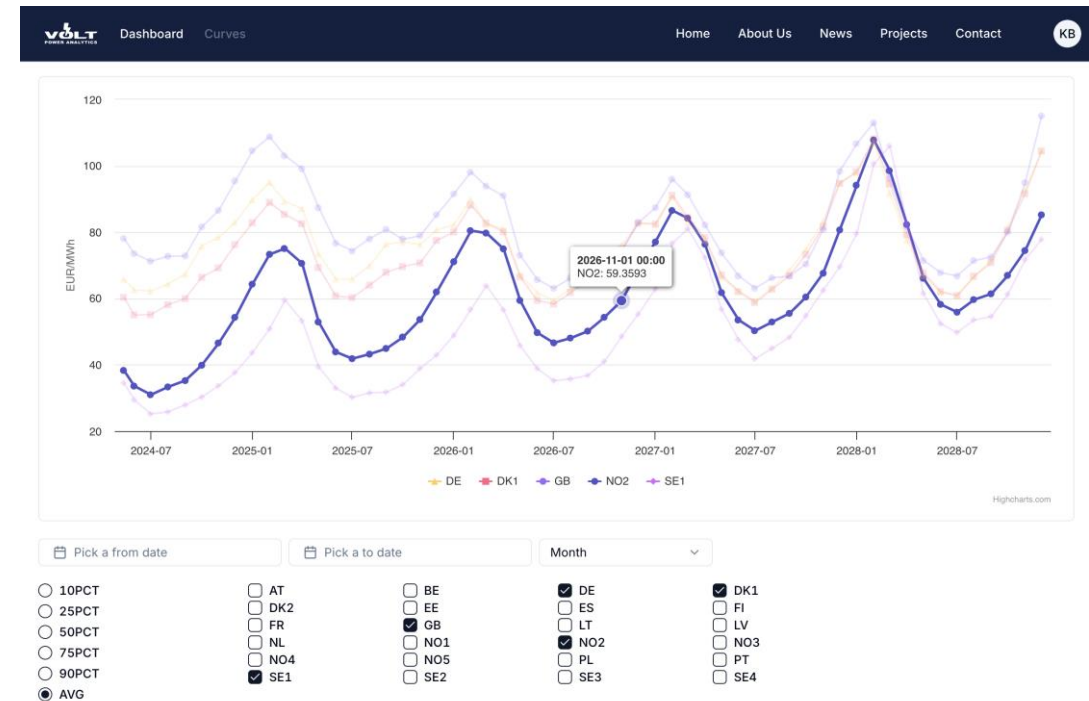 VOLT
POWER ANALYTICS
Dashboard Curves Home About Us News Projects Contact KB
120
100
80
60
40
20
EUR/MWh
2026-11-01 00:00
NO2: 59.3593
2024-07 2025-01 2025-07 2026-01 2026-07 2027-01 2027-07 2028-01 2028-07
DE DK1 GB NO2 SE1
Highcharts.com
Pick a from date Pick a to date Month
10PCT AT BE DE DK1
25PCT DK2 EE ES FI
50PCT FR GB LT LV
75PCT NL NO1 NO2 NO3
90PCT NO4 NO5 PL PT
AVG SE1 SE2 SE3 SE4